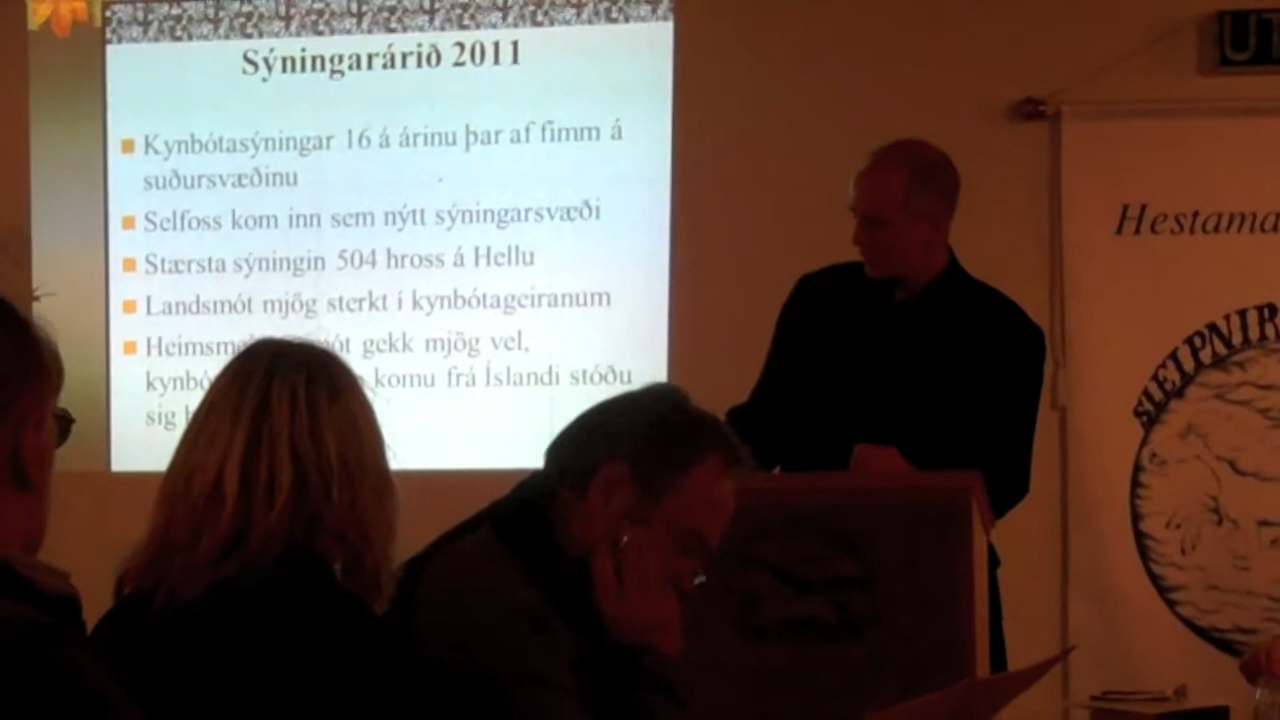 Sýningarárið 2011
Kynbótasýningar 16 á árinu þar af fimm á
suðursvæðinu
Selfoss kom inn sem nýtt sýningarsvæði
Stærsta sýningin 504 hross á Hellu
Landsmót mjög sterkt í kynbótageiranum
gekk mjög vel,
komu frá Íslandi stóðu
sig
SLEIPNIR